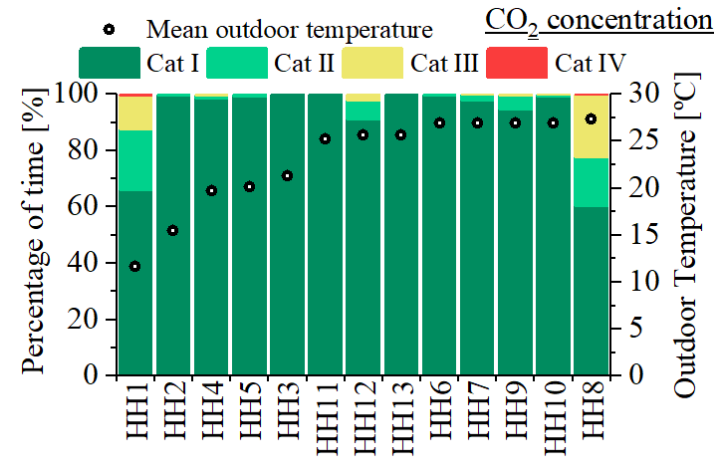 Mean outdoor temperature
CO₂ concentration
Cat I Cat II Cat III Cat IV
Percentage of time [%]
100
80
60
40
20
0
30
25
20
15
10
5
0
Outdoor Temperature [ºC]
HH1 HH2 HH4 HH5 HH3 HH11 HH12 HH13 HH6 HH7 HH9 HH10 HH8